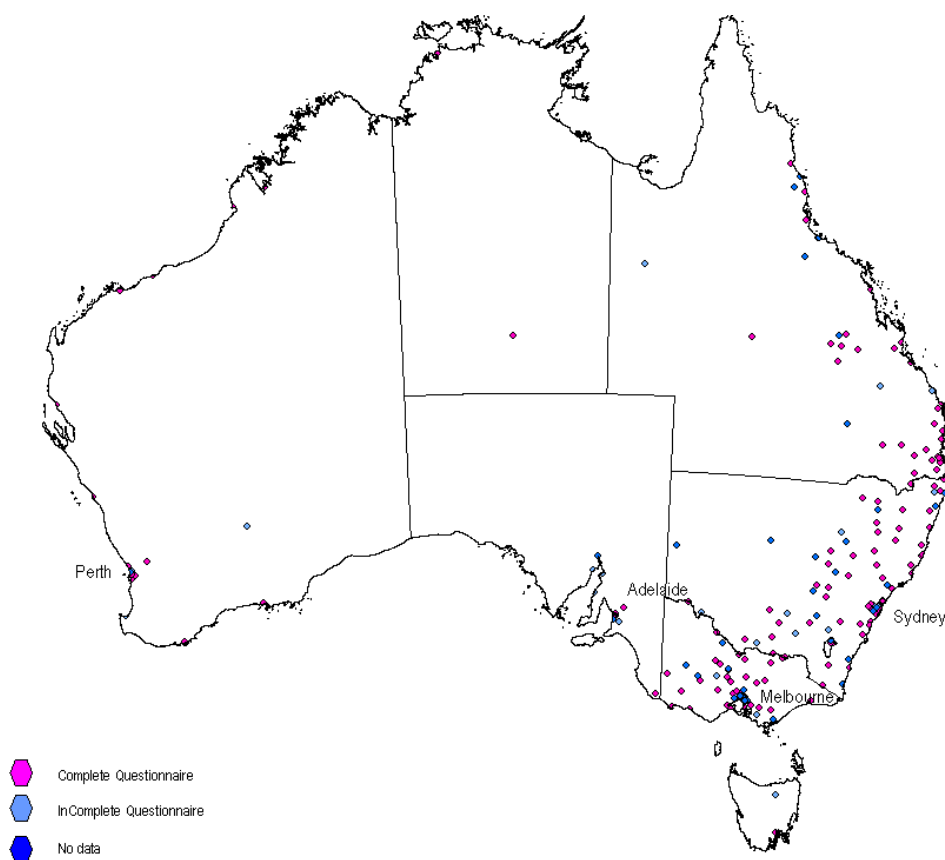 Perth
Adelaide
Sydney
Melbourne
Complete Questionnaire
InComplete Questionnaire
No data